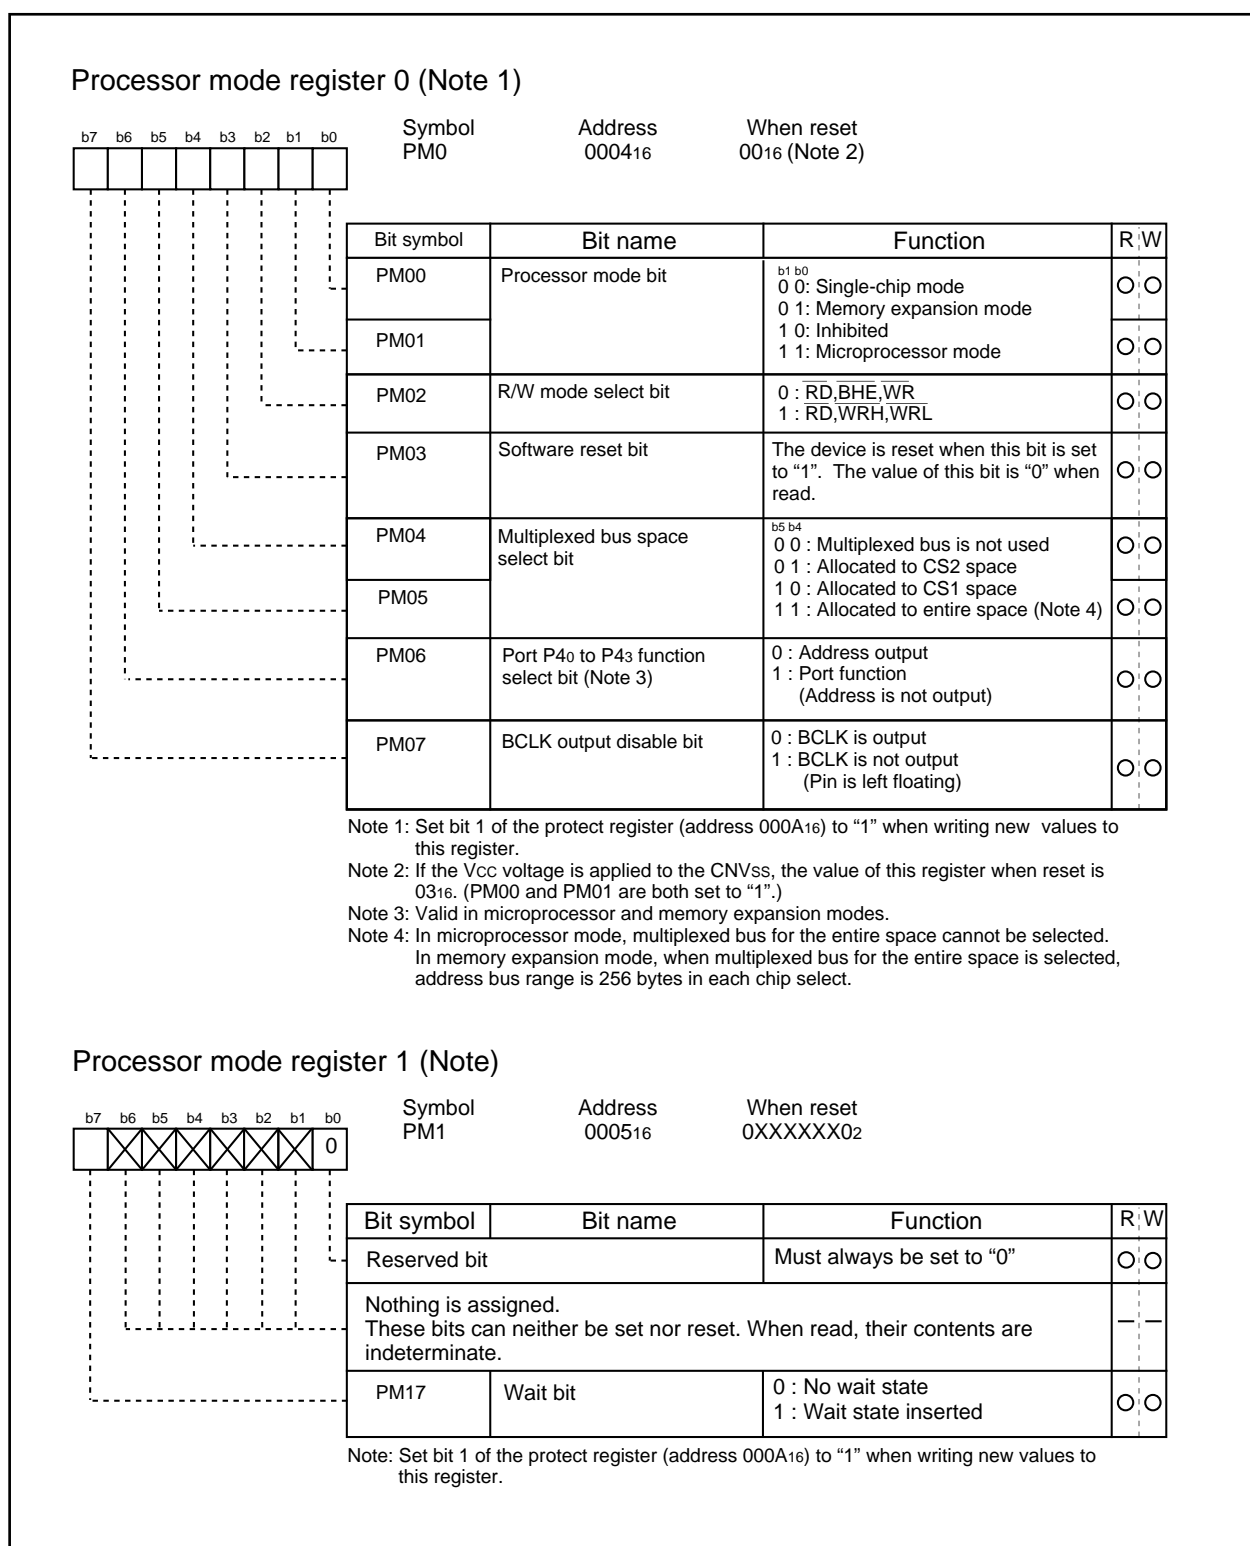 Processor mode register 0 (Note 1)
Symbol Address When reset
b7 b6 b5 b4 b3 b2 b1 b0
PM0 000416 0016 (Note 2)
Bit symbol Bit name Function R W
PM00 Processor mode bit b1 b0
0 0: Single-chip mode
0 1: Memory expansion mode
PM01 1 0: Inhibited
1 1: Microprocessor mode
PM02 R/W mode select bit 0 : RD,BHE,WR
1 : RD,WRH,WRL
PM03 Software reset bit The device is reset when this bit is set
to “1”. The value of this bit is “0” when
read.
PM04 Multiplexed bus space b5 b4
select bit 0 0 : Multiplexed bus is not used
0 1 : Allocated to CS2 space
PM05 1 0 : Allocated to CS1 space
1 1 : Allocated to entire space (Note 4)
PM06 Port P40 to P43 function 0 : Address output
select bit (Note 3) 1 : Port function
(Address is not output)
PM07 BCLK output disable bit 0 : BCLK is output
1 : BCLK is not output
(Pin is left floating)
Note 1: Set bit 1 of the protect register (address 000A16) to “1” when writing new values to
this register.
Note 2: If the VCC voltage is applied to the CNVSS, the value of this register when reset is
0316. (PM00 and PM01 are both set to “1”.)
Note 3: Valid in microprocessor and memory expansion modes.
Note 4: In microprocessor mode, multiplexed bus for the entire space cannot be selected.
In memory expansion mode, when multiplexed bus for the entire space is selected,
address bus range is 256 bytes in each chip select.
Processor mode register 1 (Note)
Symbol Address When reset
b7 b6 b5 b4 b3 b2 b1 b0
PM1 000516 0XXXXXX02
0
Bit symbol Bit name Function R W
Reserved bit Must always be set to “0”
Nothing is assigned.
These bits can neither be set nor reset. When read, their contents are
indeterminate.
— —
PM17 Wait bit 0 : No wait state
1 : Wait state inserted
Note: Set bit 1 of the protect register (address 000A16) to “1” when writing new values to
this register.